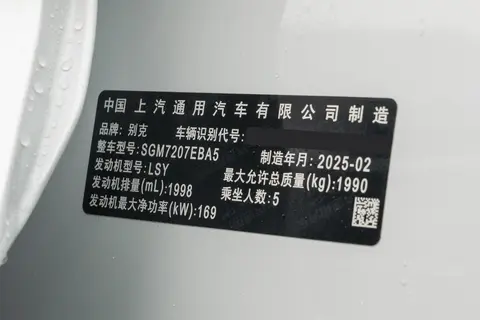 中国 上汽通用汽车有限公司制造
品牌: 别克 车辆识别代号:
整车型号: SGM7207EBA5 制造年月: 2025-02
发动机型号: LSY 最大允许总质量(kg):1990
发动机排量(mL):1998 乘坐人数:5
发动机最大净功率(kW):169